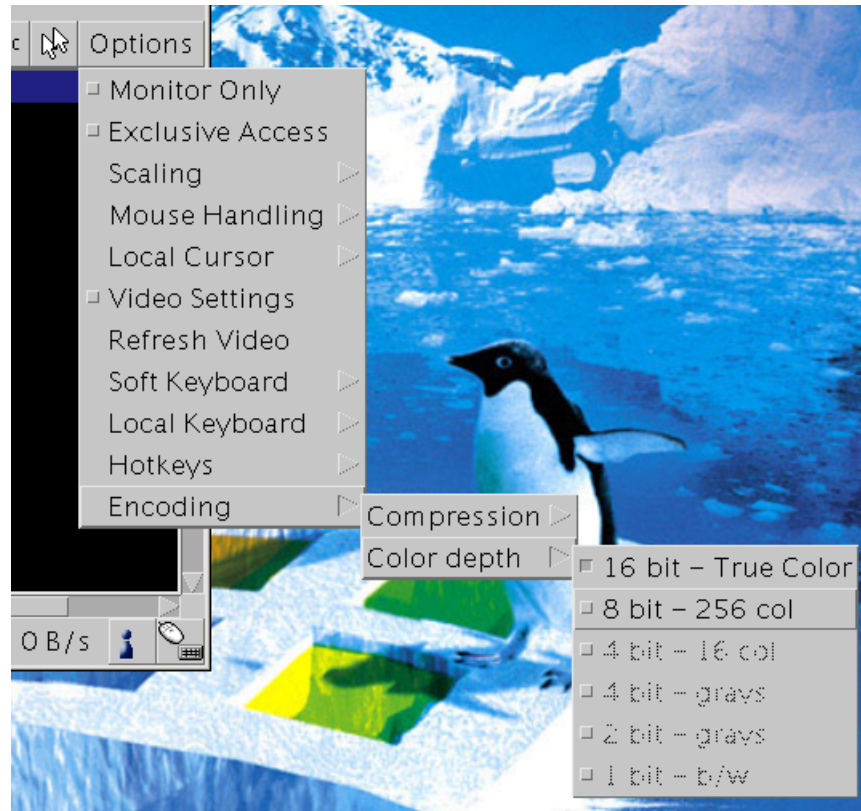 c Options
Monitor Only
Exclusive Access
Scaling
Mouse Handling
Local Cursor
Video Settings
Refresh Video
Soft Keyboard
Local Keyboard
Hotkeys
Encoding
Compression
Color depth
16 bit – True Color
8 bit – 256 col
4 bit – 16 col
4 bit – grays
2 bit – grays
1 bit – b/w
0 B/s